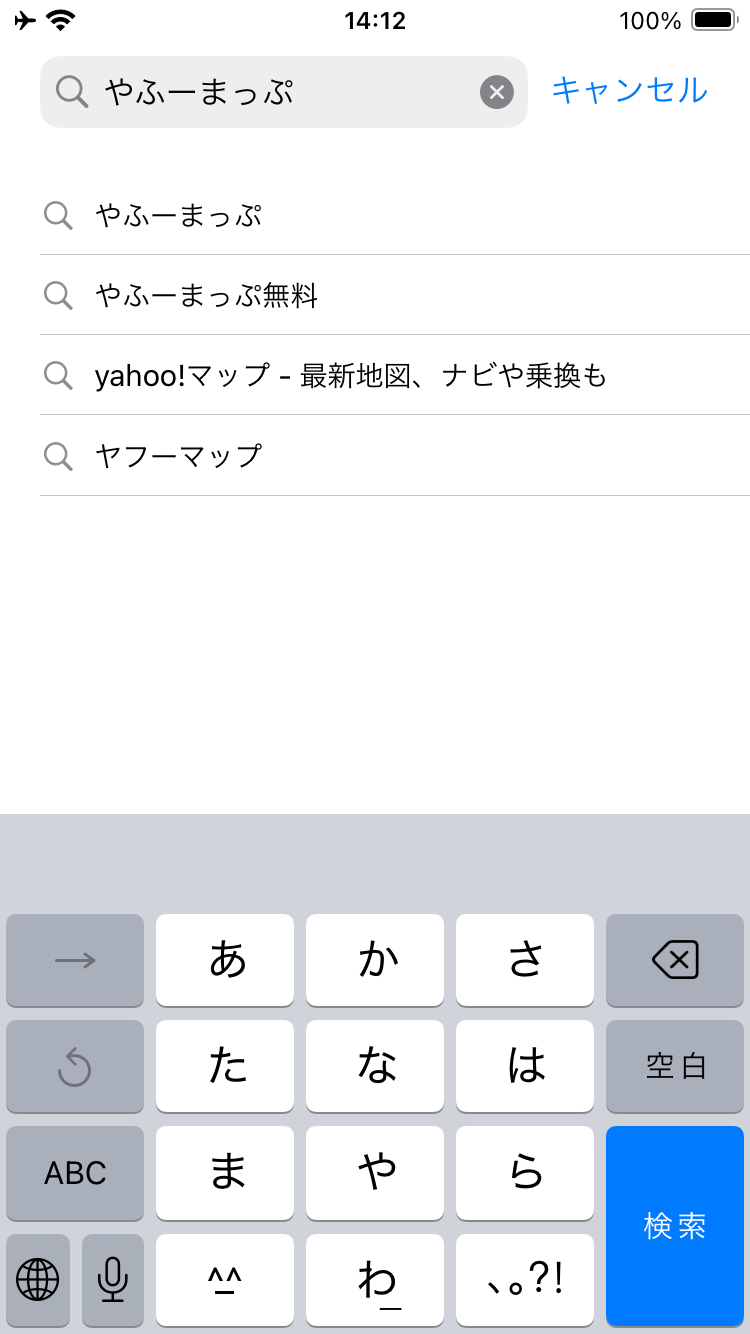 14:12 100%
やふーまっぷ キャンセル
やふーまっぷ
やふーまっぷ無料
yahoo!マップ - 最新地図、ナビや乗換も
ヤフーマップ
→ あ か さ
た な は 空白
ABC ま や ら 検索
^_^ わ_ 、。?!